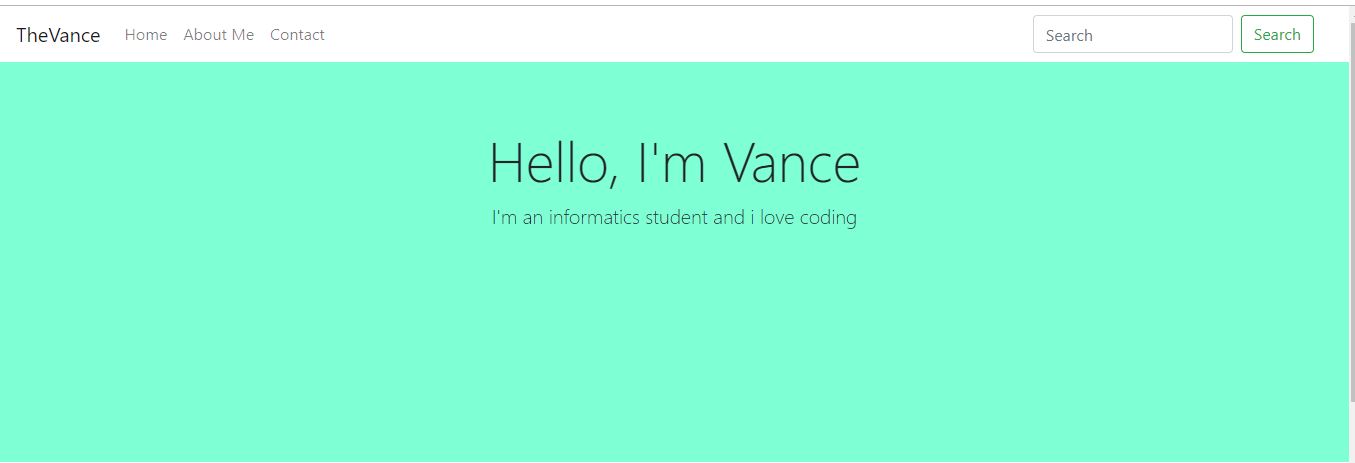 TheVance Home About Me Contact Search Search
Hello, I'm Vance
I'm an informatics student and i love coding